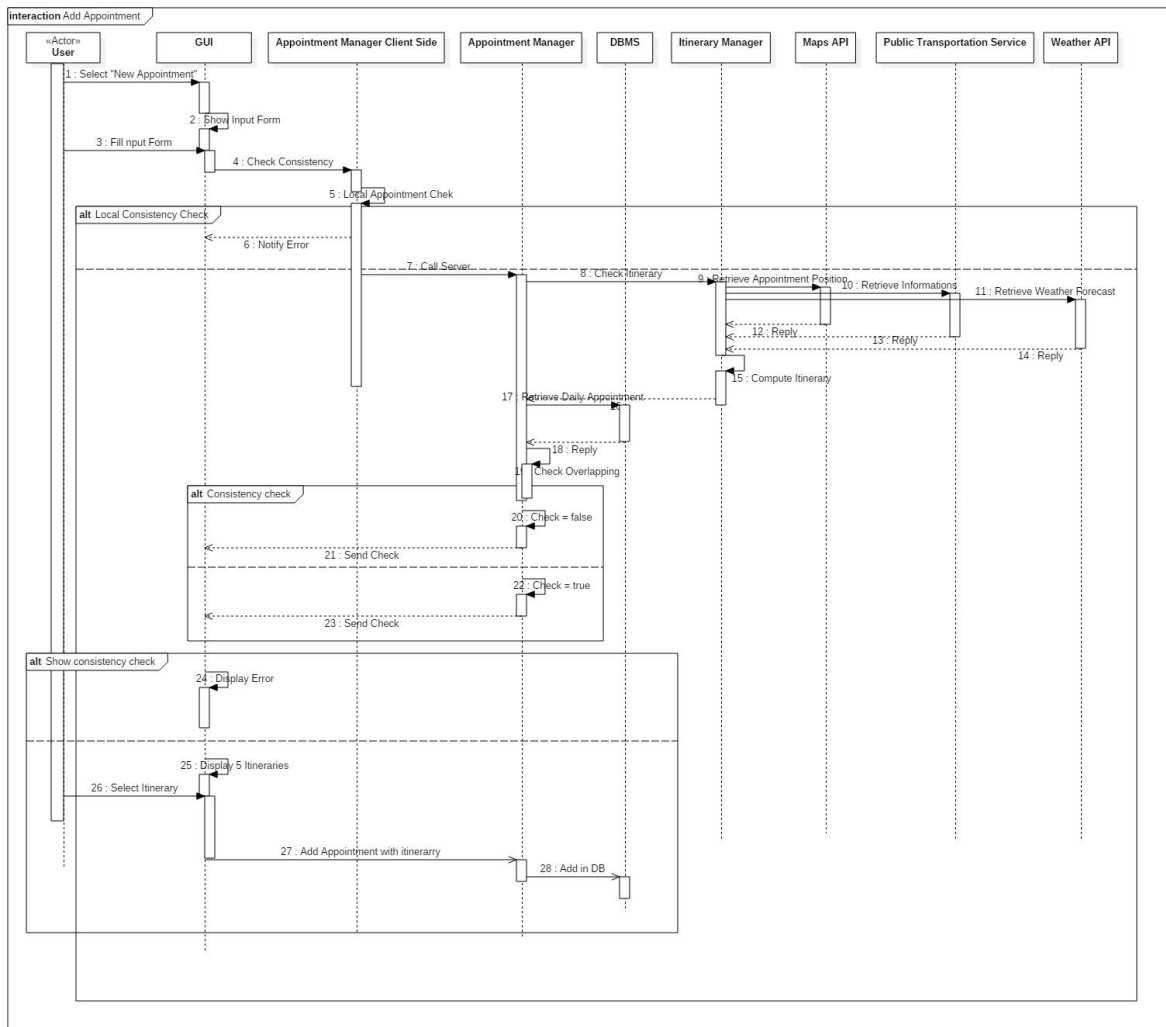 interaction Add Appointment
«Actor»
User
GUI
Appointment Manager Client Side
Appointment Manager
DBMS
Itinerary Manager
Maps API
Public Transportation Service
Weather API
1 : Select "New Appointment"
2 : Show Input Form
3 : Fill nput Form
4 : Check Consistency
5 : Local Appointment Chek
alt Local Consistency Check
6 : Notify Error
7 : Call Server
8 : Check Itinerary
9 : Retrieve Appointment Position
10 : Retrieve Informations
11 : Retrieve Weather Forecast
12 : Reply
13 : Reply
14 : Reply
15 : Compute Itinerary
17 : Retrieve Daily Appointment
18 : Reply
19 : Check Overlapping
alt Consistency check
20 : Check = false
21 : Send Check
22 : Check = true
23 : Send Check
alt Show consistency check
24 : Display Error
25 : Display 5 Itineraries
26 : Select Itinerary
27 : Add Appointment with itinerarry
28 : Add in DB